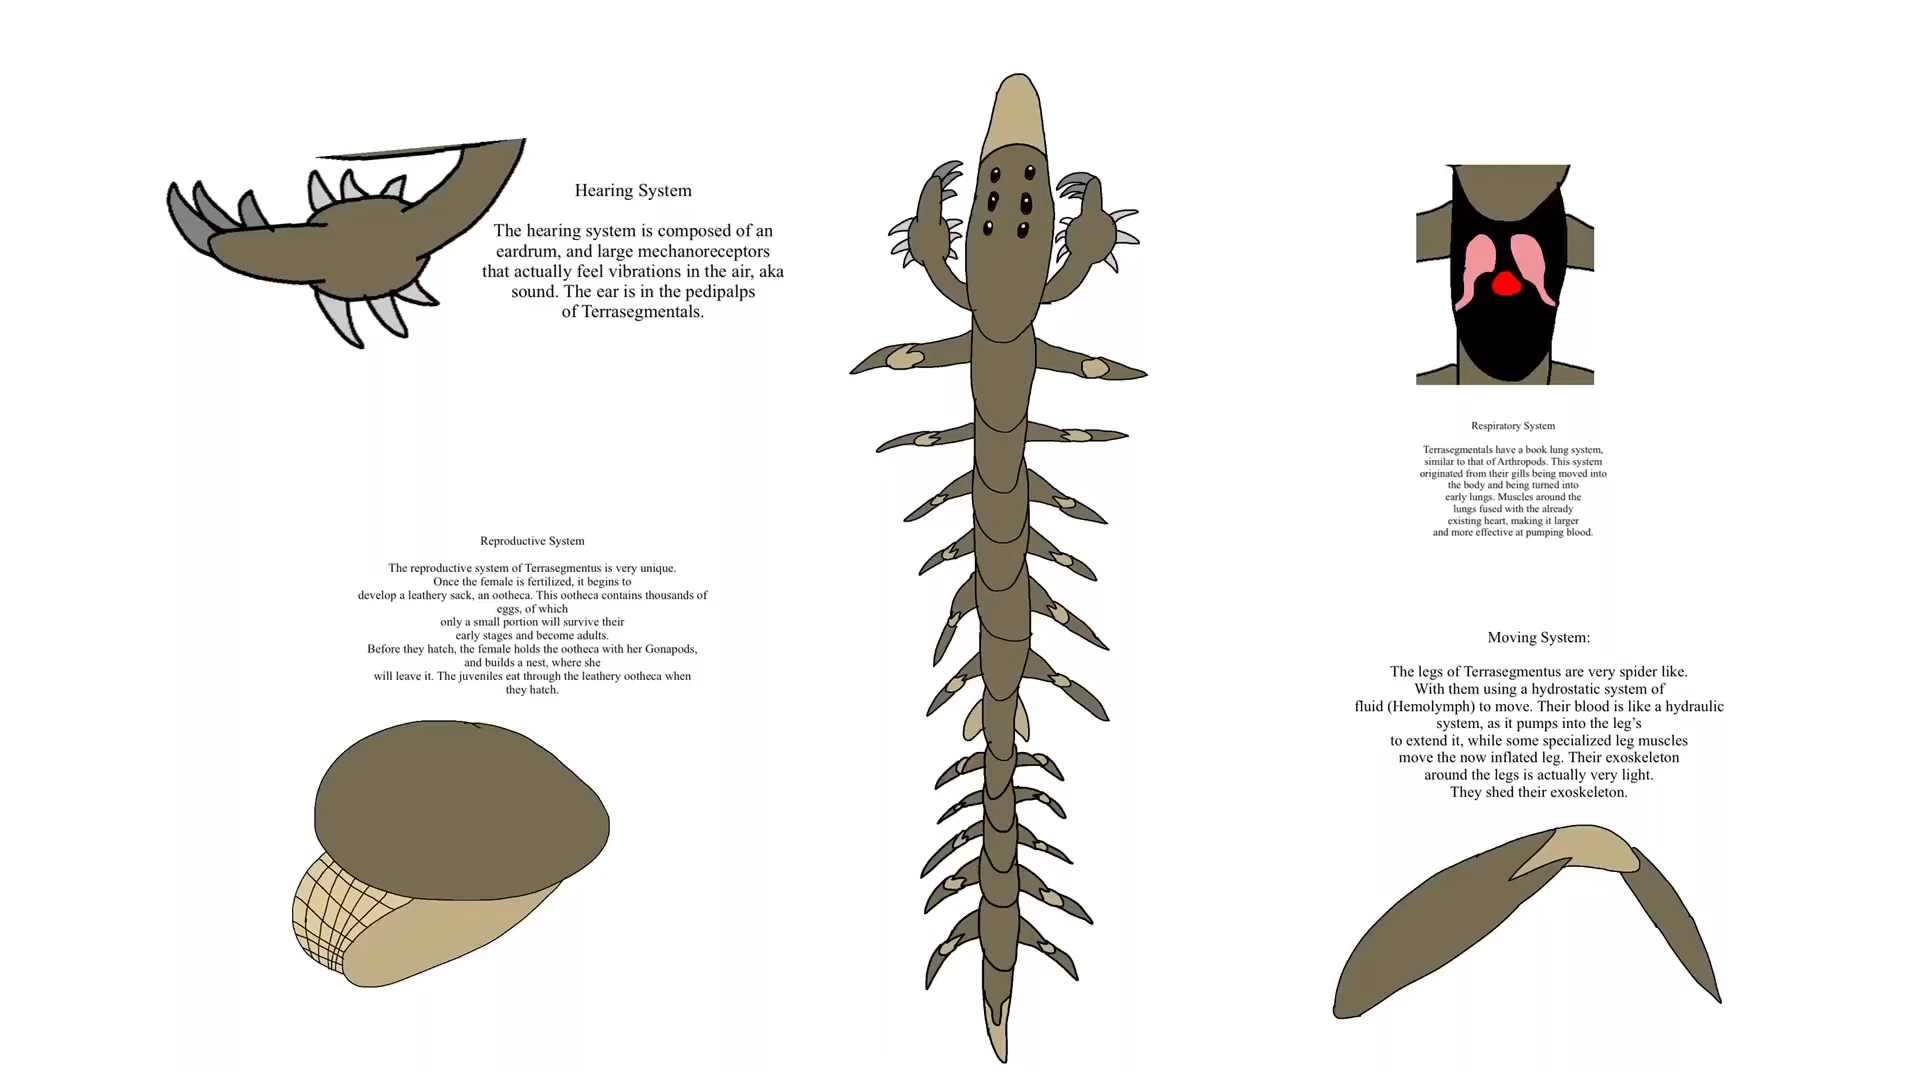 Hearing System
The hearing system is composed of an
eardrum, and large mechanoreceptors
that actually feel vibrations in the air, aka
sound. The ear is in the pedipalps
of Terrasegmentals.
Reproductive System
The reproductive system of Terrasegmentus is very unique.
Once the female is fertilized, it begins to
develop a leathery sack, an ootheca. This ootheca contains thousands of
eggs, of which
only a small portion will survive their
early stages and become adults.
Before they hatch, the female holds the ootheca with her Gonapods,
and builds a nest, where she
will leave it. The juveniles eat through the leathery ootheca when
they hatch.
Respiratory System
Terrasegmentals have a book lung system,
similar to that of Arthropods. This system
originated from their gills being moved into
the body and being turned into
early lungs. Muscles around the
lungs fused with the already
existing heart, making it larger
and more effective at pumping blood.
Moving System:
The legs of Terrasegmentus are very spider like.
With them using a hydrostatic system of
fluid (Hemolymph) to move. Their blood is like a hydraulic
system, as it pumps into the leg’s
to extend it, while some specialized leg muscles
move the now inflated leg. Their exoskeleton
around the legs is actually very light.
They shed their exoskeleton.